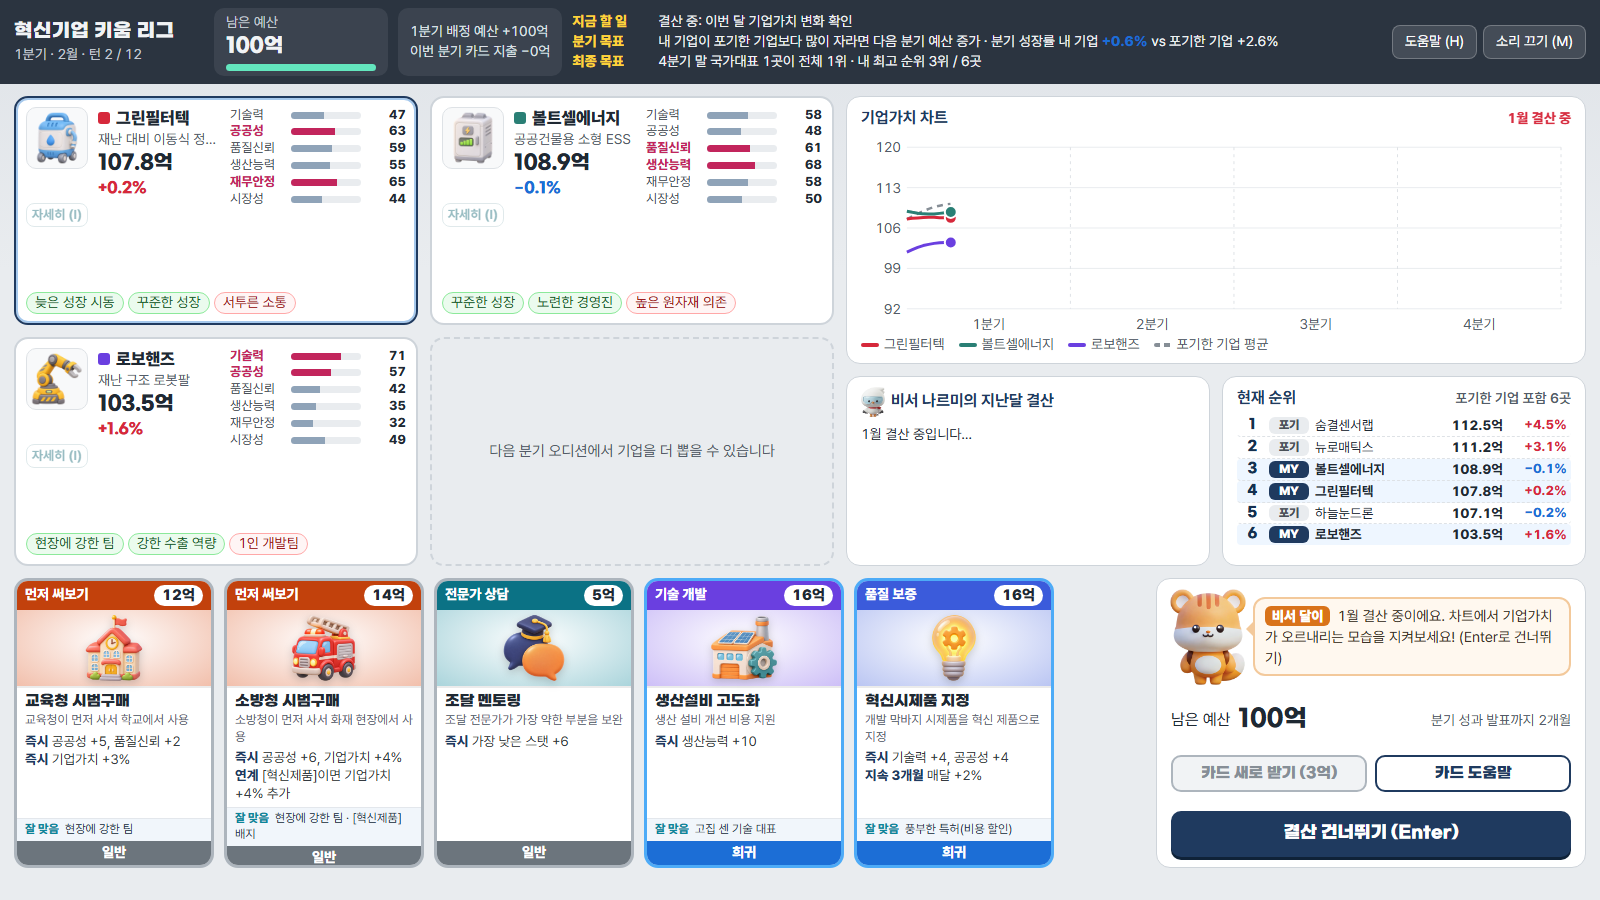 혁신기업 키움 리그
1분기 · 2월 · 턴 2 / 12
남은 예산
100억
1분기 배정 예산 +100억
이번 분기 카드 지출 −0억
지금 할 일 결산 중: 이번 달 기업가치 변화 확인
분기 목표 내 기업이 포기한 기업보다 많이 자라면 다음 분기 예산 증가 · 분기 성장률 내 기업 +0.6% vs 포기한 기업 +2.6%
최종 목표 4분기 말 국가대표 1곳이 전체 1위 · 내 최고 순위 3위 / 6곳
도움말 (H)
소리 끄기 (M)
그린필터텍
재난 대비 이동식 정...
107.8억
+0.2%
자세히 (I)
기술력 47
공공성 63
품질신뢰 59
생산능력 55
재무안정 65
시장성 44
늦은 성장 시동
꾸준한 성장
서투른 소통
볼트셀에너지
공공건물용 소형 ESS
108.9억
−0.1%
자세히 (I)
기술력 58
공공성 48
품질신뢰 61
생산능력 68
재무안정 58
시장성 50
꾸준한 성장
노련한 경영진
높은 원자재 의존
로보핸즈
재난 구조 로봇팔
103.5억
+1.6%
자세히 (I)
기술력 71
공공성 57
품질신뢰 42
생산능력 35
재무안정 32
시장성 49
현장에 강한 팀
강한 수출 역량
1인 개발팀
다음 분기 오디션에서 기업을 더 뽑을 수 있습니다
기업가치 차트
1월 결산 중
120
113
106
99
92
1분기
2분기
3분기
4분기
그린필터텍
볼트셀에너지
로보핸즈
포기한 기업 평균
비서 나르미의 지난달 결산
1월 결산 중입니다...
현재 순위
포기한 기업 포함 6곳
1 포기 숨결센서랩 112.5억 +4.5%
2 포기 뉴로매틱스 111.2억 +3.1%
3 MY 볼트셀에너지 108.9억 −0.1%
4 MY 그린필터텍 107.8억 +0.2%
5 포기 하늘눈드론 107.1억 −0.2%
6 MY 로보핸즈 103.5억 +1.6%
먼저 써보기 12억
교육청 시범구매
교육청이 먼저 사서 학교에서 사용
즉시 공공성 +5, 품질신뢰 +2
즉시 기업가치 +3%
잘 맞음 현장에 강한 팀
일반
먼저 써보기 14억
소방청 시범구매
소방청이 먼저 사서 화재 현장에서 사
용
즉시 공공성 +6, 기업가치 +4%
연계 [혁신제품]이면 기업가치
+4% 추가
잘 맞음 현장에 강한 팀 · [혁신제품]
배지
일반
전문가 상담 5억
조달 멘토링
조달 전문가가 가장 약한 부분을 보완
즉시 가장 낮은 스탯 +6
일반
기술 개발 16억
생산설비 고도화
생산 설비 개선 비용 지원
즉시 생산능력 +10
잘 맞음 고집 센 기술 대표
희귀
품질 보증 16억
혁신시제품 지정
개발 막바지 시제품을 혁신 제품으로
지정
즉시 기술력 +4, 공공성 +4
지속 3개월 매달 +2%
잘 맞음 풍부한 특허(비용 할인)
희귀
비서 달이 1월 결산 중이에요. 차트에서 기업가치
가 오르내리는 모습을 지켜보세요! (Enter로 건너뛰
기)
남은 예산 100억
분기 성과 발표까지 2개월
카드 새로 받기 (3억)
카드 도움말
결산 건너뛰기 (Enter)